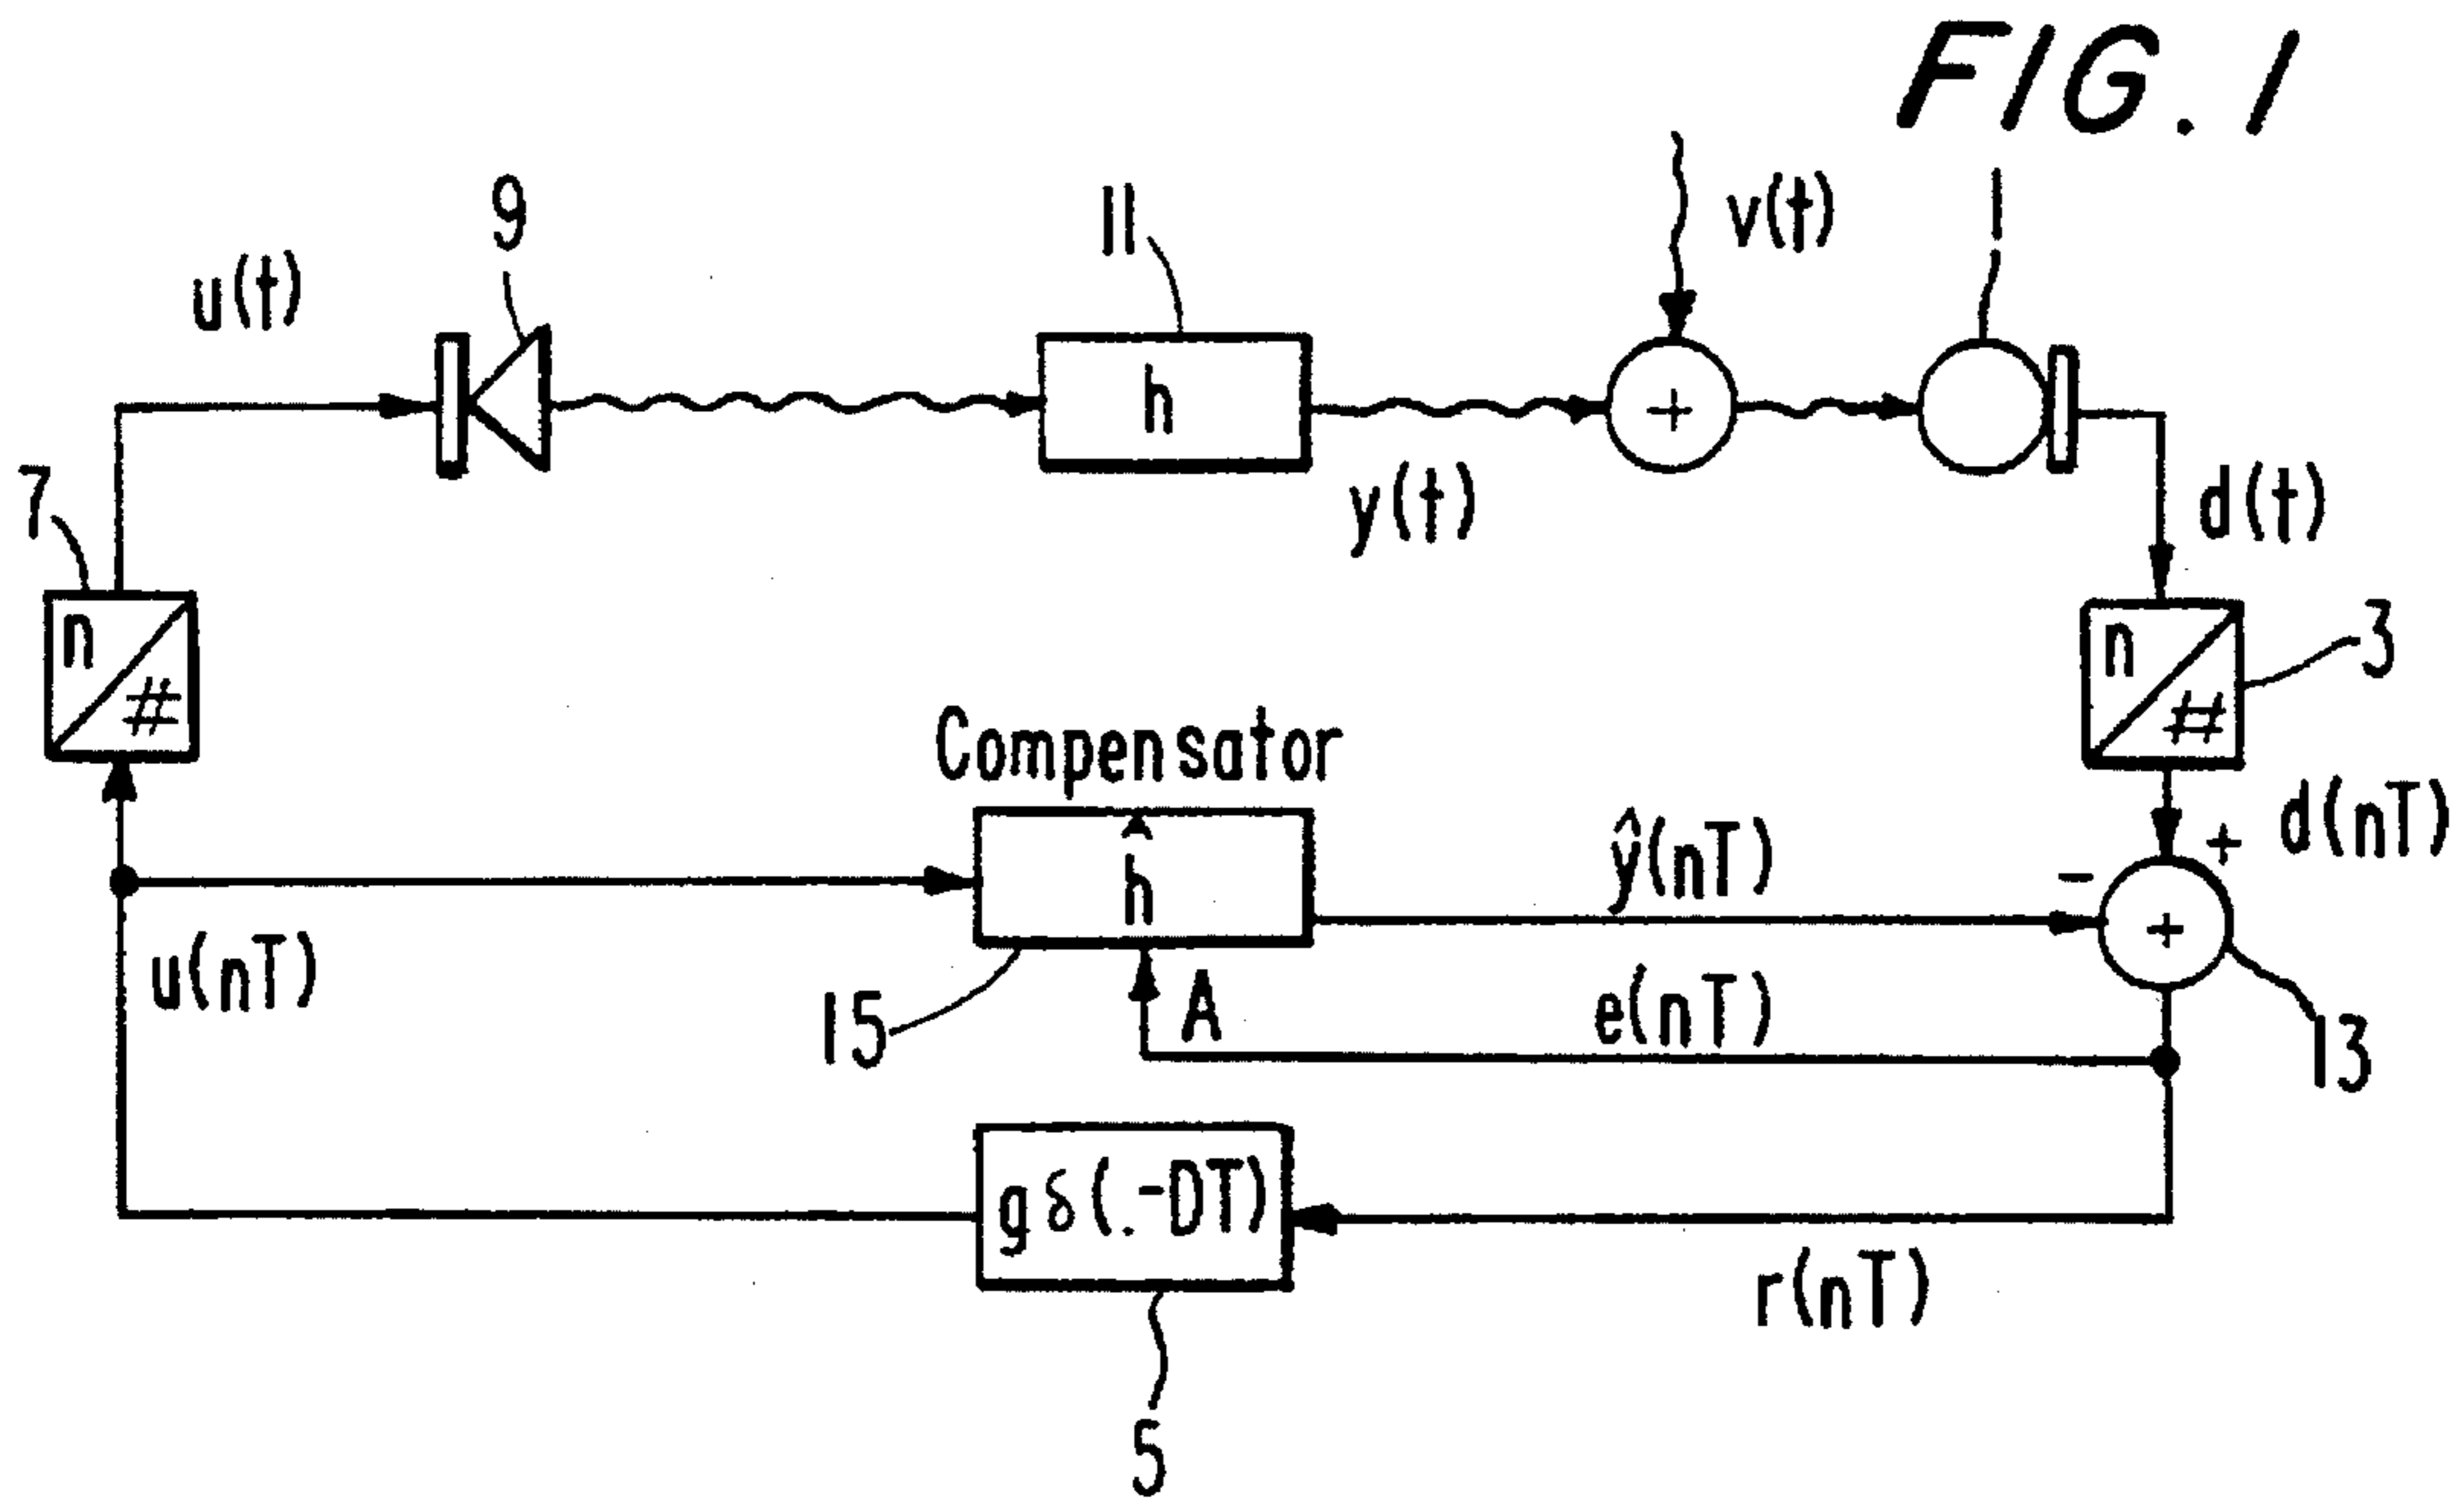 FIG. 1
9
11
v(t)
1
u(t)
h
+
y(t)
d(t)
7
n
#
n
#
3
Compensator
ĥ
ŷ(nT)
d(nT)
+
-
+
u(nT)
15
A
e(nT)
13
gδ(.-DT)
r(nT)
5